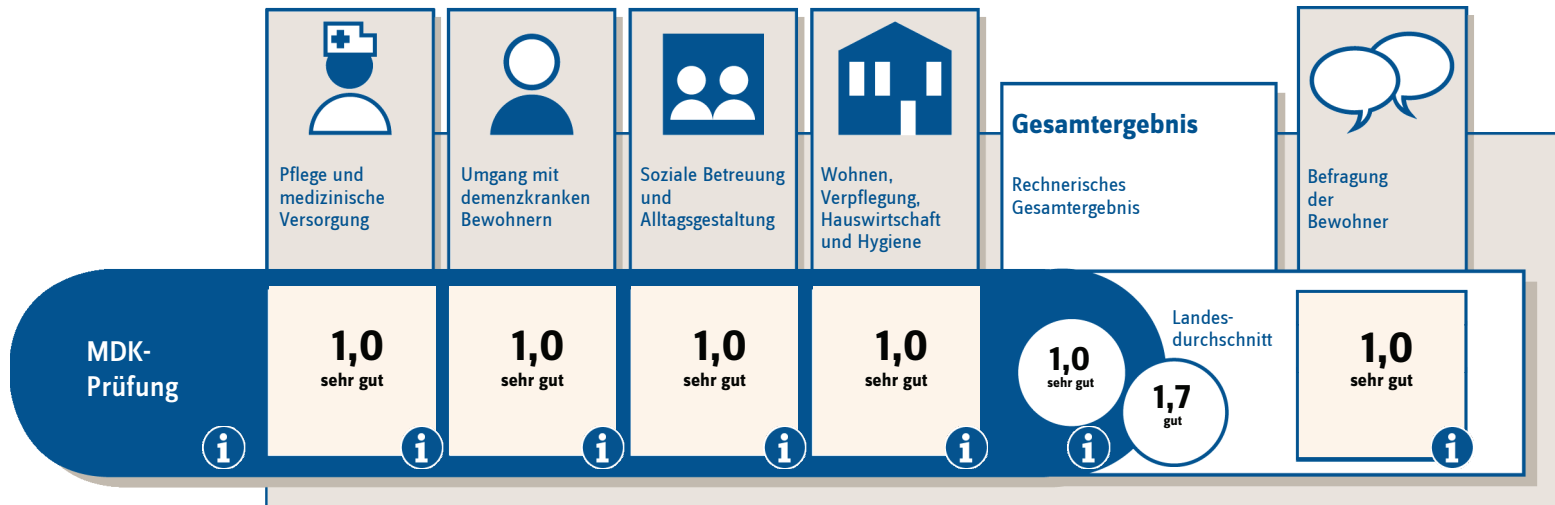 Pflege und
medizinische
Versorgung
Umgang mit
demenzkranken
Bewohnern
Soziale Betreuung
und
Alltagsgestaltung
Wohnen,
Verpflegung,
Hauswirtschaft
und Hygiene
Gesamtergebnis
Rechnerisches
Gesamtergebnis
Befragung
der
Bewohner
MDK-
Prüfung
i
1,0
sehr gut
i
1,0
sehr gut
i
1,0
sehr gut
i
1,0
sehr gut
i
1,0
sehr gut
i
Landes-
durchschnitt
1,7
gut
1,0
sehr gut
i